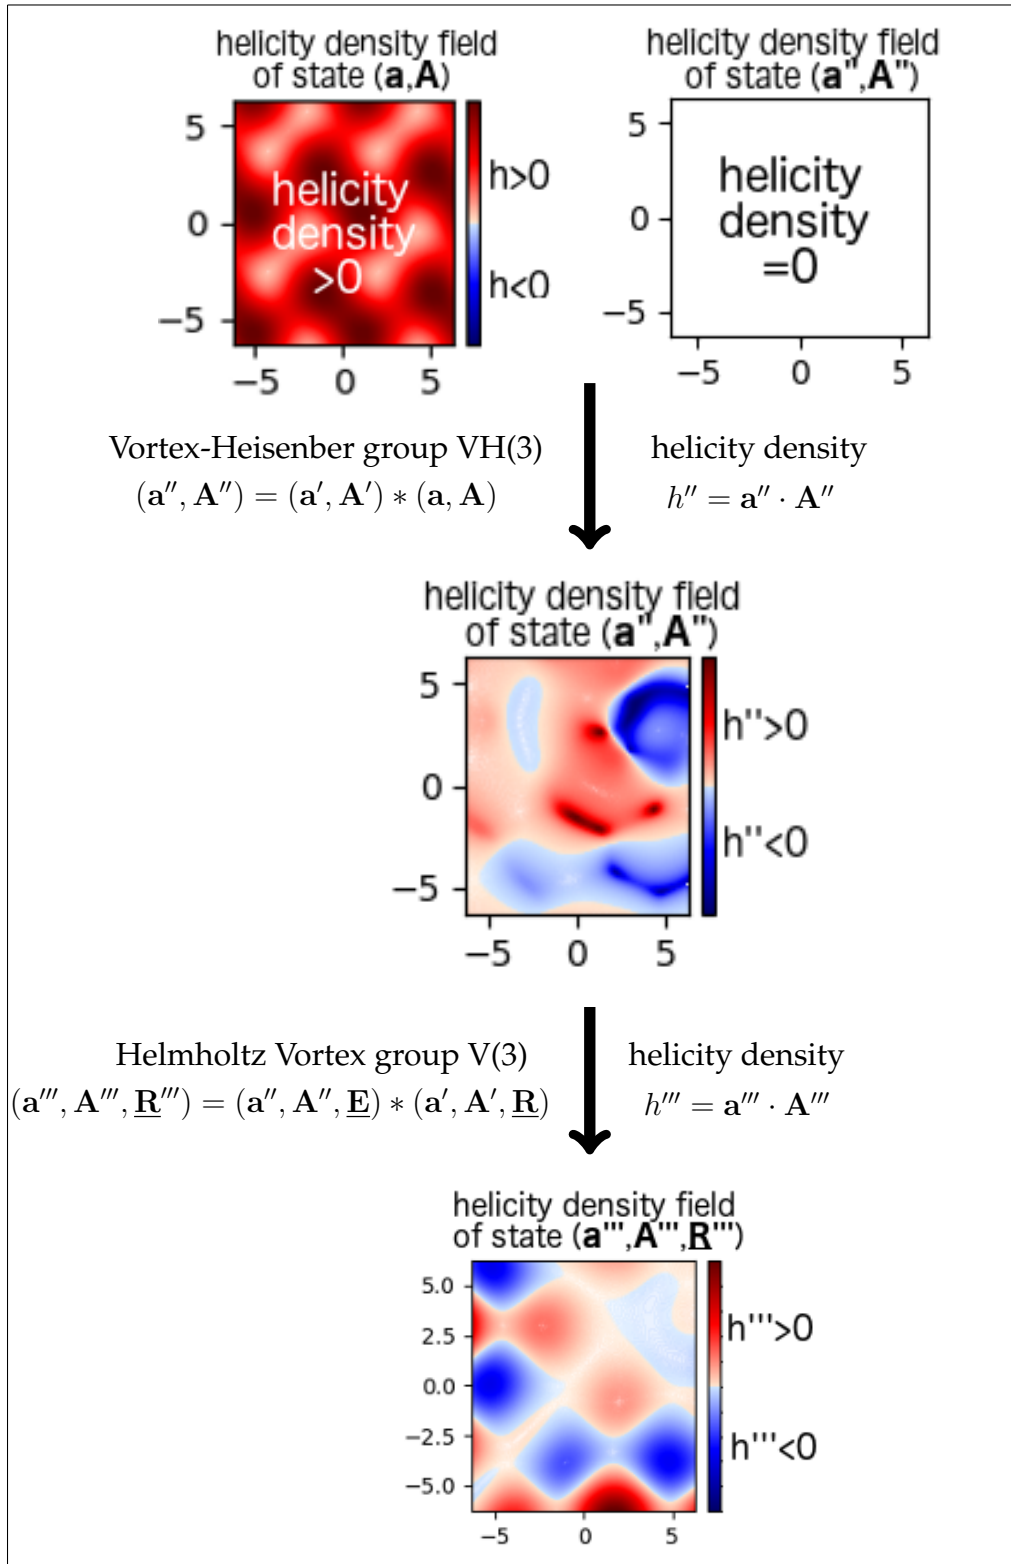 helicity density field
of state (a,A)
5
0
−5
−5 0 5
helicity
density
>0
h>0
h<0
helicity density field
of state (a",A")
5
0
−5
−5 0 5
helicity
density
=0
Vortex-Heisenber group VH(3)
(a′′, A′′) = (a′, A′) ∗ (a, A)
helicity density
h′′ = a′′ · A′′
helicity density field
of state (a",A")
5
0
−5
−5 0 5
h">0
h"<0
Helmholtz Vortex group V(3)
(a′′′, A′′′, R′′′) = (a′′, A′′, E) ∗ (a′, A′, R)
helicity density
h′′′ = a′′′ · A′′′
helicity density field
of state (a''',A''',R''')
5.0
2.5
0.0
−2.5
−5.0
−5 0 5
h'''>0
h'''<0